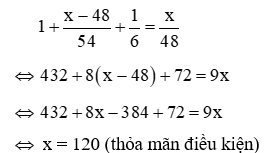 1 + (x − 48)/54 + 1/6 = x/48
⇔ 432 + 8(x − 48) + 72 = 9x
⇔ 432 + 8x − 384 + 72 = 9x
⇔ x = 120 (thỏa mãn điều kiện)